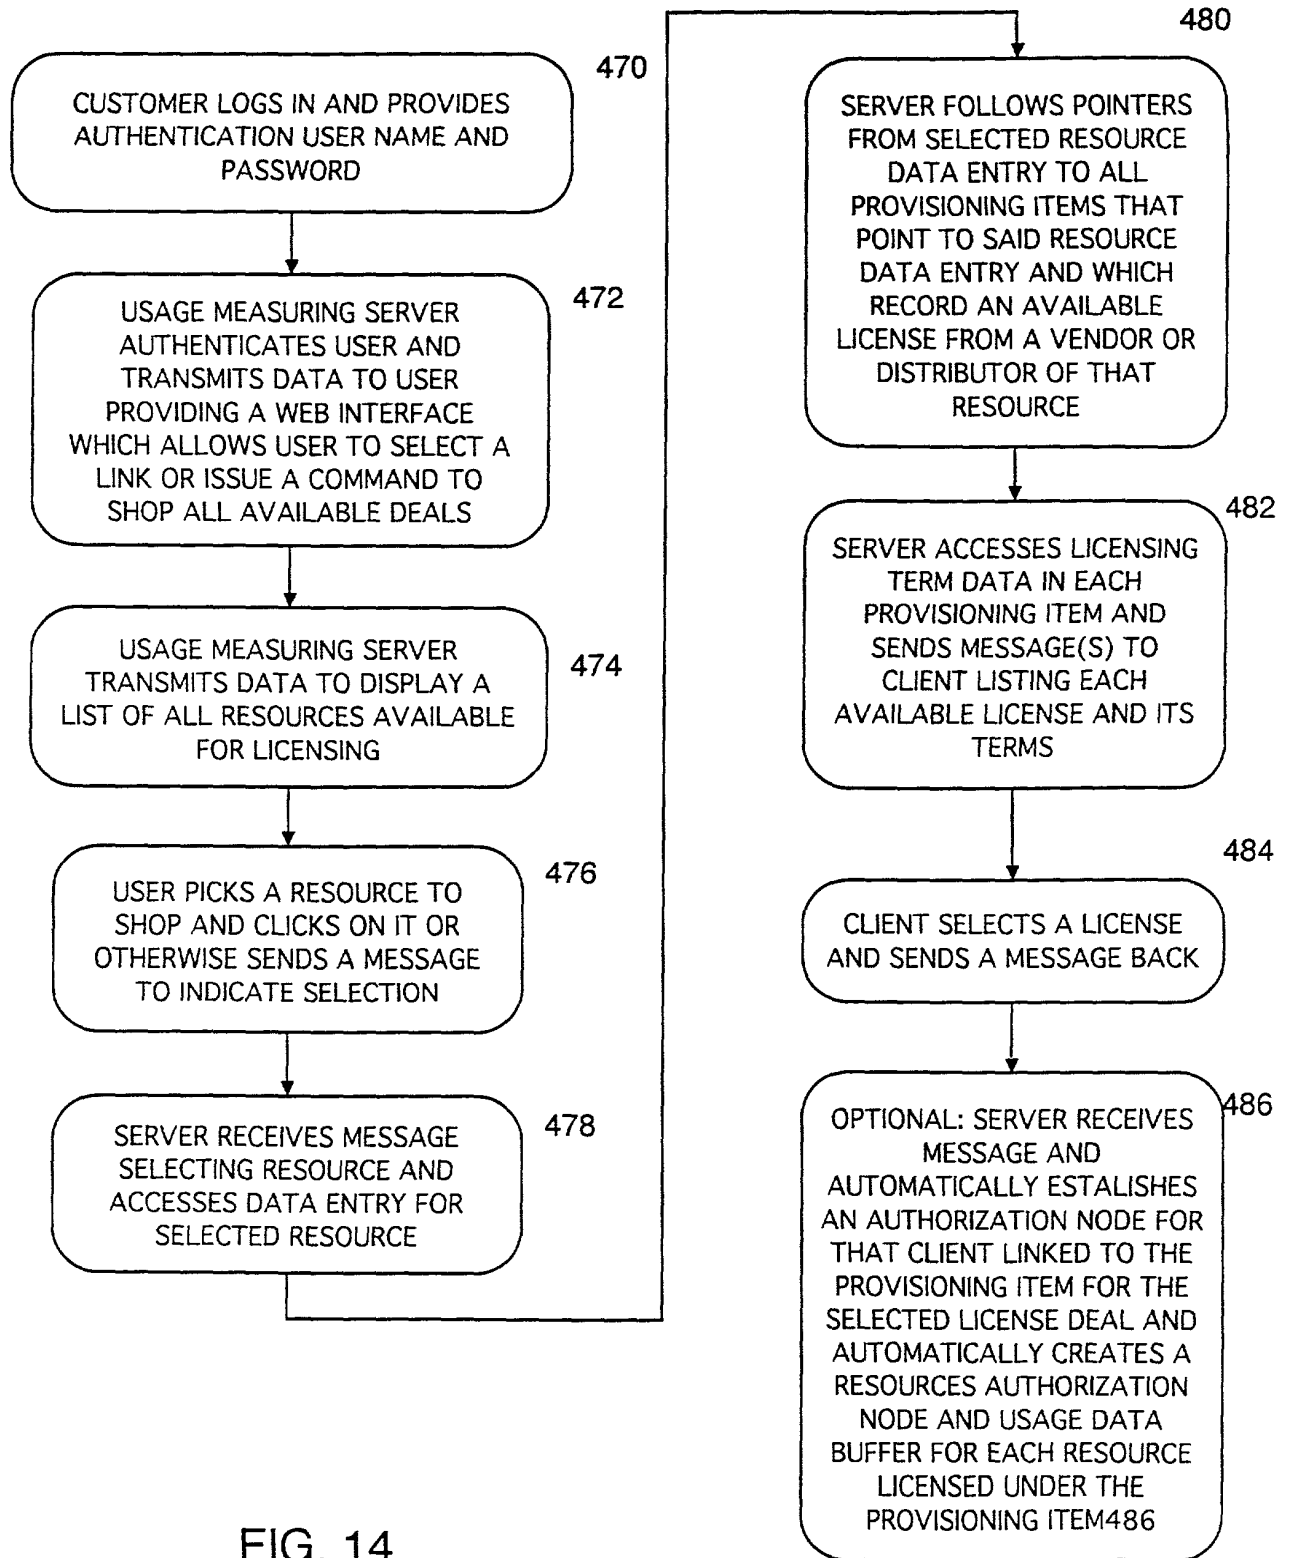 470
CUSTOMER LOGS IN AND PROVIDES
AUTHENTICATION USER NAME AND
PASSWORD
472
USAGE MEASURING SERVER
AUTHENTICATES USER AND
TRANSMITS DATA TO USER
PROVIDING A WEB INTERFACE
WHICH ALLOWS USER TO SELECT A
LINK OR ISSUE A COMMAND TO
SHOP ALL AVAILABLE DEALS
474
USAGE MEASURING SERVER
TRANSMITS DATA TO DISPLAY A
LIST OF ALL RESOURCES AVAILABLE
FOR LICENSING
476
USER PICKS A RESOURCE TO
SHOP AND CLICKS ON IT OR
OTHERWISE SENDS A MESSAGE
TO INDICATE SELECTION
478
SERVER RECEIVES MESSAGE
SELECTING RESOURCE AND
ACCESSES DATA ENTRY FOR
SELECTED RESOURCE
480
SERVER FOLLOWS POINTERS
FROM SELECTED RESOURCE
DATA ENTRY TO ALL
PROVISIONING ITEMS THAT
POINT TO SAID RESOURCE
DATA ENTRY AND WHICH
RECORD AN AVAILABLE
LICENSE FROM A VENDOR OR
DISTRIBUTOR OF THAT
RESOURCE
482
SERVER ACCESSES LICENSING
TERM DATA IN EACH
PROVISIONING ITEM AND
SENDS MESSAGE(S) TO
CLIENT LISTING EACH
AVAILABLE LICENSE AND ITS
TERMS
484
CLIENT SELECTS A LICENSE
AND SENDS A MESSAGE BACK
486
OPTIONAL: SERVER RECEIVES
MESSAGE AND
AUTOMATICALLY ESTALISHES
AN AUTHORIZATION NODE FOR
THAT CLIENT LINKED TO THE
PROVISIONING ITEM FOR THE
SELECTED LICENSE DEAL AND
AUTOMATICALLY CREATES A
RESOURCES AUTHORIZATION
NODE AND USAGE DATA
BUFFER FOR EACH RESOURCE
LICENSED UNDER THE
PROVISIONING ITEM486
FIG. 14